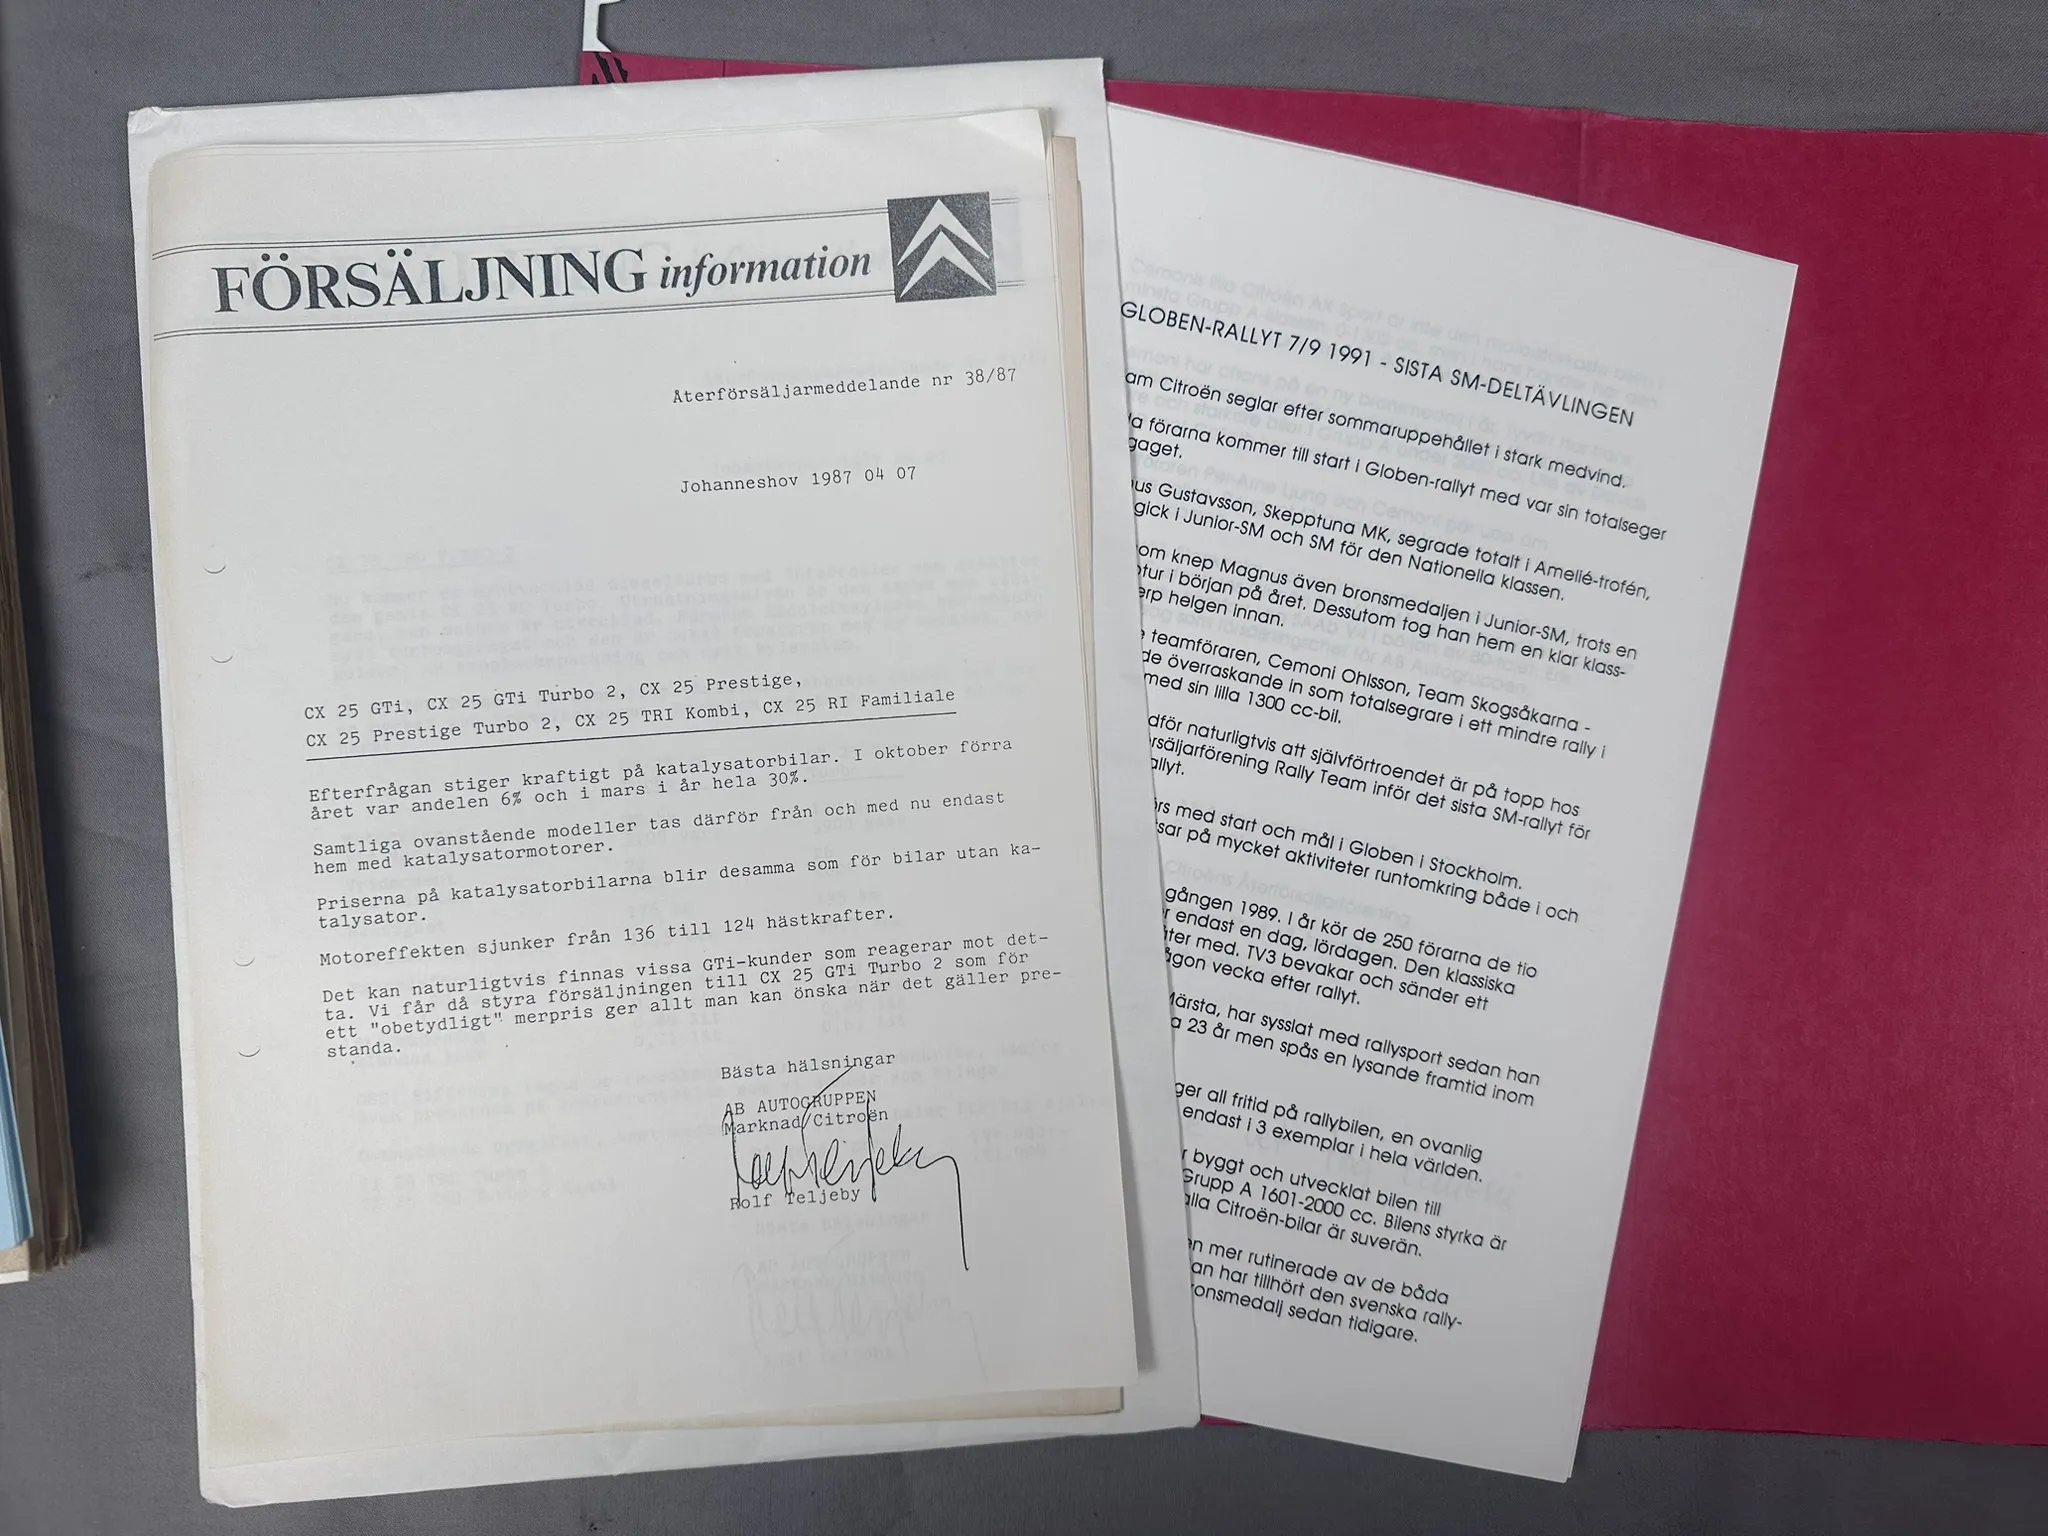 FÖRSÄLJNING information
Återförsäljarmeddelande nr 38/87
Johanneshov 1987 04 07
CX 25 GTi, CX 25 GTi Turbo 2, CX 25 Prestige,
CX 25 Prestige Turbo 2, CX 25 TRI Kombi, CX 25 RI Familiale
Efterfrågan stiger kraftigt på katalysatorbilar. I oktober förra
året var andelen 6% och i mars i år hela 30%.
Samtliga ovanstående modeller tas därför från och med nu endast
hem med katalysatormotorer.
Priserna på katalysatorbilarna blir desamma som för bilar utan ka-
talysator.
Motoreffekten sjunker från 136 till 124 hästkrafter.
Det kan naturligtvis finnas vissa GTi-kunder som reagerar mot det-
ta. Vi får då styra försäljningen till CX 25 GTi Turbo 2 som för
ett "obetydligt" merpris ger allt man kan önska när det gäller pre-
standa.
Bästa hälsningar
AB AUTOGRUPPEN
Marknad/Citroën
Rolf Teljeby
GLOBEN-RALLYT 7/9 1991 - SISTA SM-DELTÄVLINGEN
am Citroën seglar efter sommaruppehållet i stark medvind.
la förarna kommer till start i Globen-rallyt med var sin totalseger
gaget.
us Gustavsson, Skepptuna MK, segrade totalt i Amelié-trofén,
gick i Junior-SM och SM för den Nationella klassen.
om knep Magnus även bronsmedaljen i Junior-SM, trots en
otur i början på året. Dessutom tog han hem en klar klass-
erp helgen innan.
e teamföraren, Cemoni Ohlsson, Team Skogsåkarna -
de överraskande in som totalsegrare i ett mindre rally i
med sin lilla 1300 cc-bil.
dför naturligtvis att självförtroendet är på topp hos
rsäljarförening Rally Team inför det sista SM-rallyt för
allyt.
örs med start och mål i Globen i Stockholm.
sar på mycket aktiviteter runtomkring både i och
gången 1989. I år kör de 250 förarna de tio
r endast en dag, lördagen. Den klassiska
åter med. TV3 bevakar och sänder ett
ågon vecka efter rallyt.
Märsta, har sysslat med rallysport sedan han
a 23 år men spås en lysande framtid inom
ger all fritid på rallybilen, en ovanlig
endast i 3 exemplar i hela världen.
r byggt och utvecklat bilen till
Grupp A 1601-2000 cc. Bilens styrka är
alla Citroën-bilar är suverän.
en mer rutinerade av de båda
an har tillhört den svenska rally-
ronsmedalj sedan tidigare.